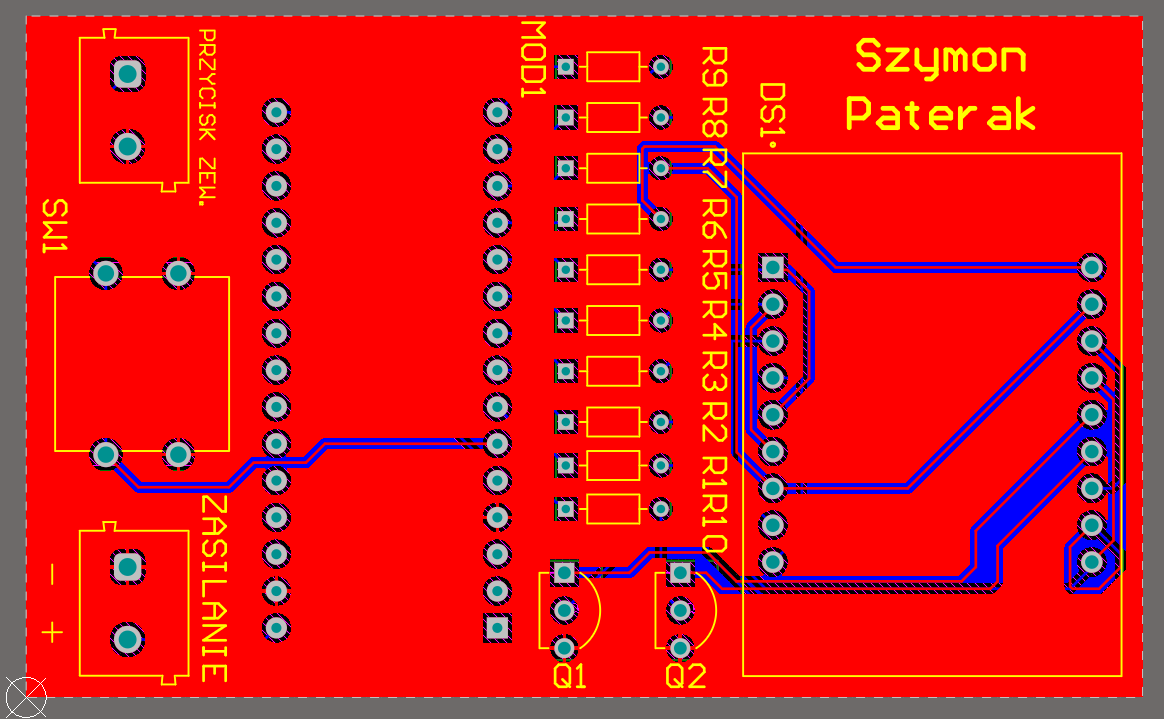 Szymon
Paterak
PRZYCISK ZEW.
MOD1
DS1
SW1
R9
R8
R7
R6
R5
R4
R3
R2
R1
R10
ZASILANIE
-
+
Q1
Q2